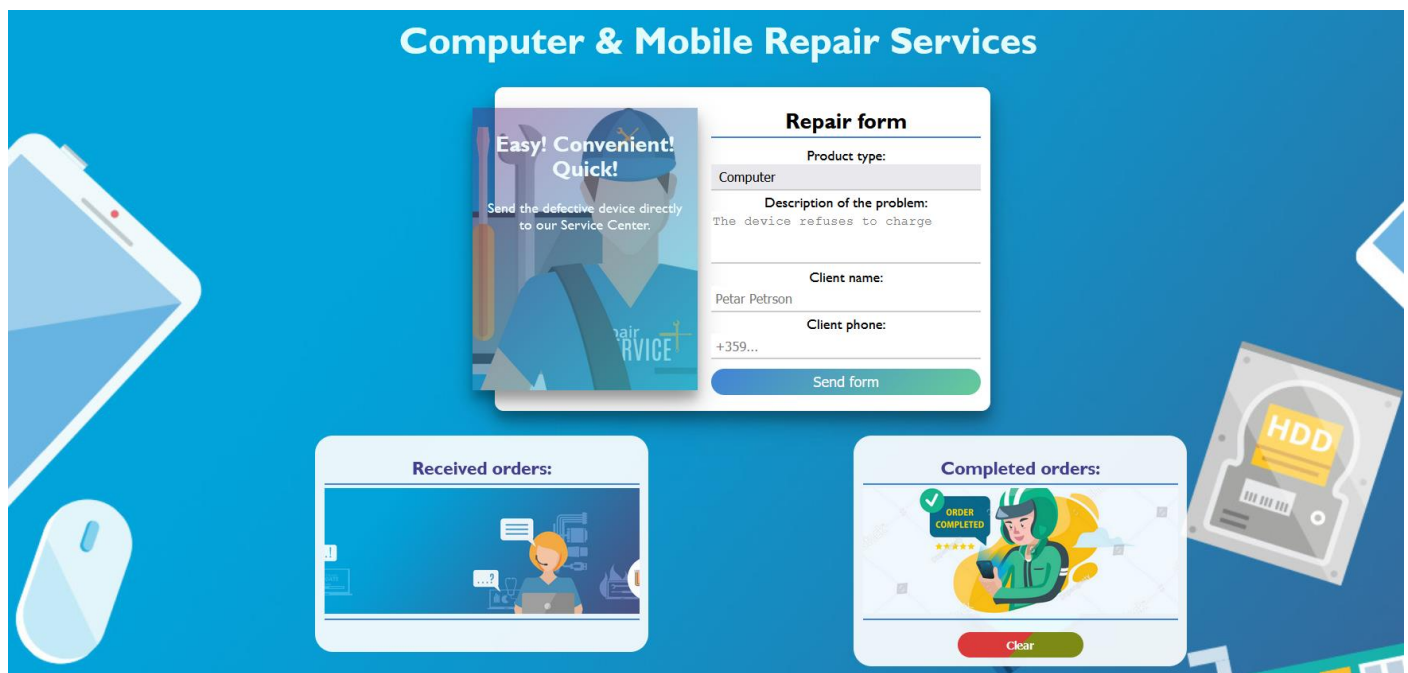 Computer & Mobile Repair Services
Easy! Convenient!
Quick!
Send the defective device directly
to our Service Center.
RVICE
Repair form
Product type:
Computer
Description of the problem:
The device refuses to charge
Client name:
Petar Petrson
Client phone:
+359...
Send form
HDD
Received orders:
...?
Completed orders:
ORDER
COMPLETED
Clear